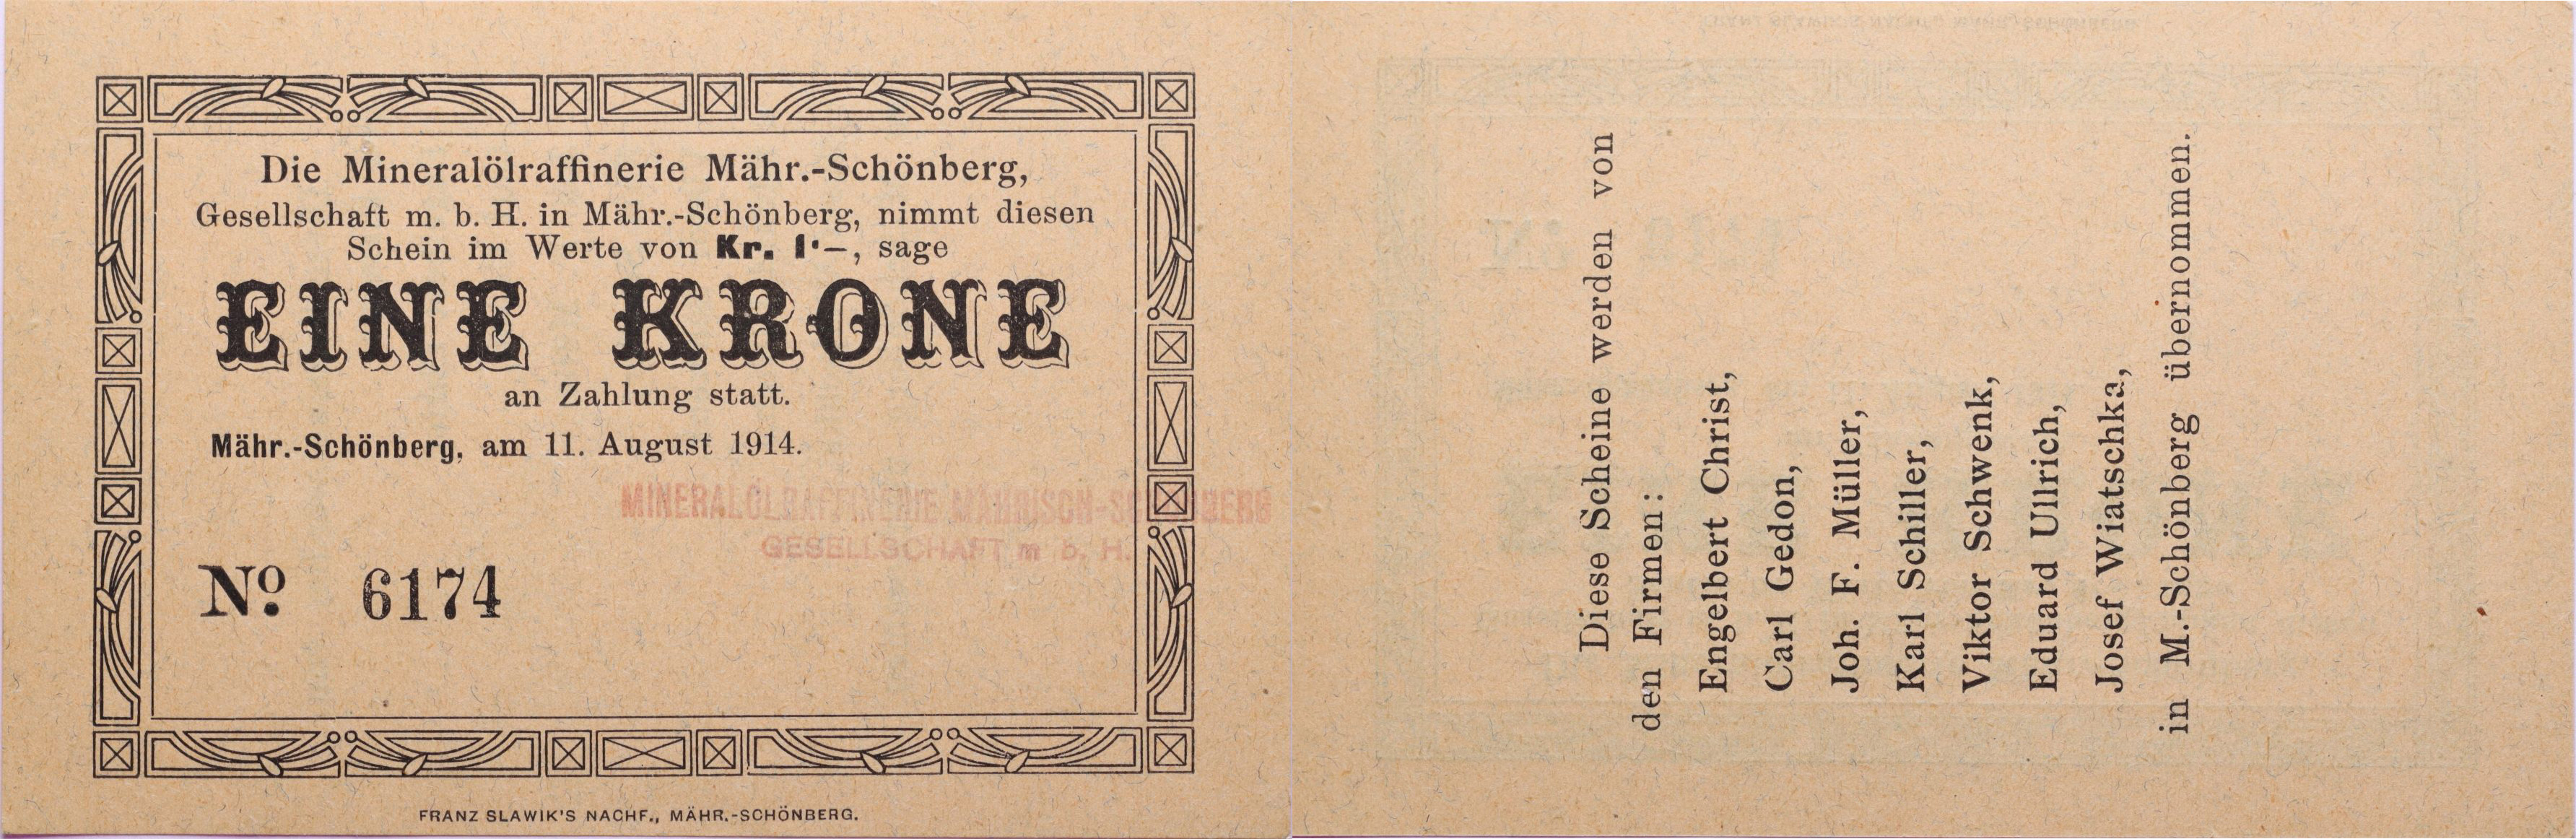 Die Mineralölraffinerie Mähr.-Schönberg,
Gesellschaft m. b. H. in Mähr.-Schönberg, nimmt diesen
Schein im Werte von Kr. 1·–, sage
EINE KRONE
an Zahlung statt.
Mähr.-Schönberg, am 11. August 1914.
MINERALÖLRAFFINERIE MÄHRISCH-SCHÖNBERG
GESELLSCHAFT m b. H.
No. 6174
FRANZ SLAWIK'S NACHF., MÄHR.-SCHÖNBERG.
Diese Scheine werden von
den Firmen:
Engelbert Christ,
Carl Gedon,
Joh. F. Müller,
Karl Schiller,
Viktor Schwenk,
Eduard Ullrich,
Josef Wiatschka,
in M.-Schönberg übernommen.